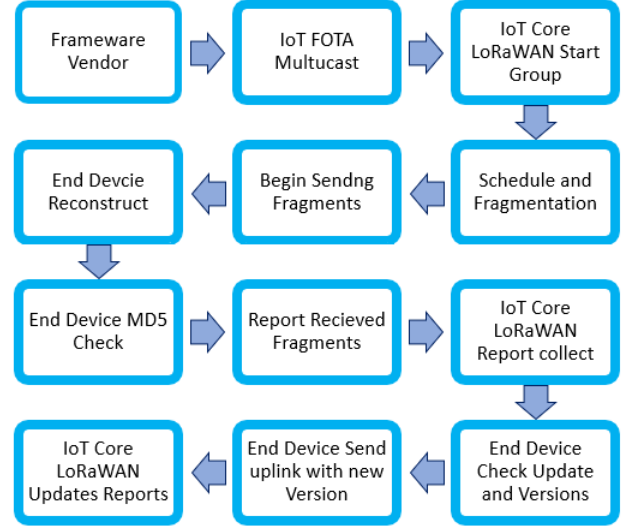 Frameware
Vendor
IoT FOTA
Multucast
IoT Core
LoRaWAN Start
Group
Schedule and
Fragmentation
Begin Sendng
Fragments
End Devcie
Reconstruct
End Device MD5
Check
Report Recieved
Fragments
IoT Core
LoRaWAN
Report collect
End Device
Check Update
and Versions
End Device Send
uplink with new
Version
IoT Core
LoRaWAN
Updates Reports